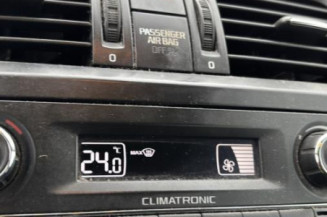 PASSENGER
AIR BAG
OFF
0
0
24.0
°C
MAX
CLIMATRONIC